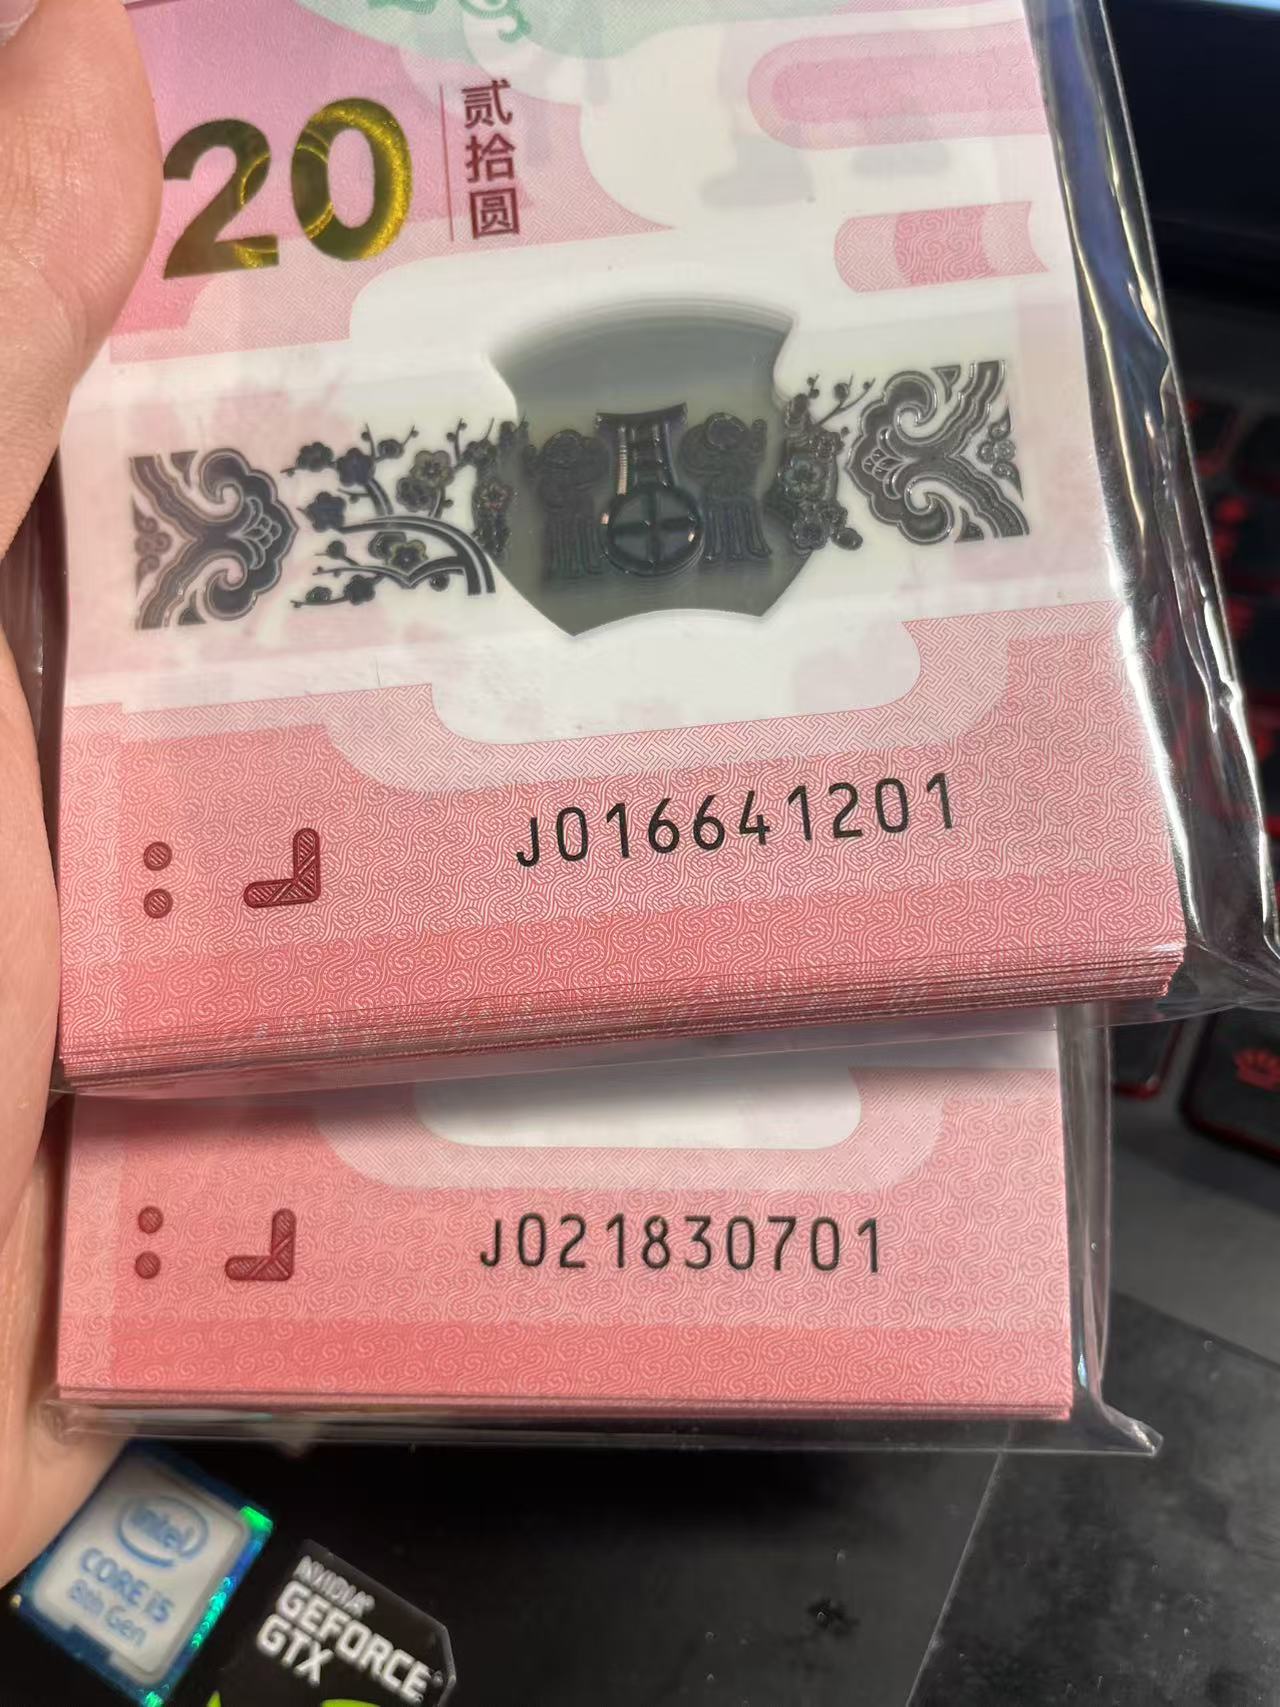 20
贰拾圆
J016641201
J021830701
intel
CORE i5
8th Gen
NVIDIA
GEFORCE
GTX